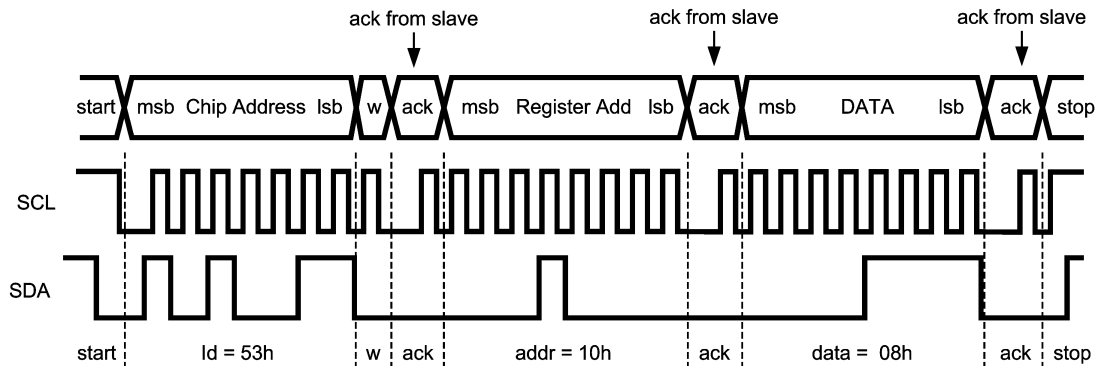 ack from slave ack from slave ack from slave
start msb Chip Address lsb w ack msb Register Add lsb ack msb DATA lsb ack stop
SCL
SDA
start Id = 53h w ack addr = 10h ack data = 08h ack stop